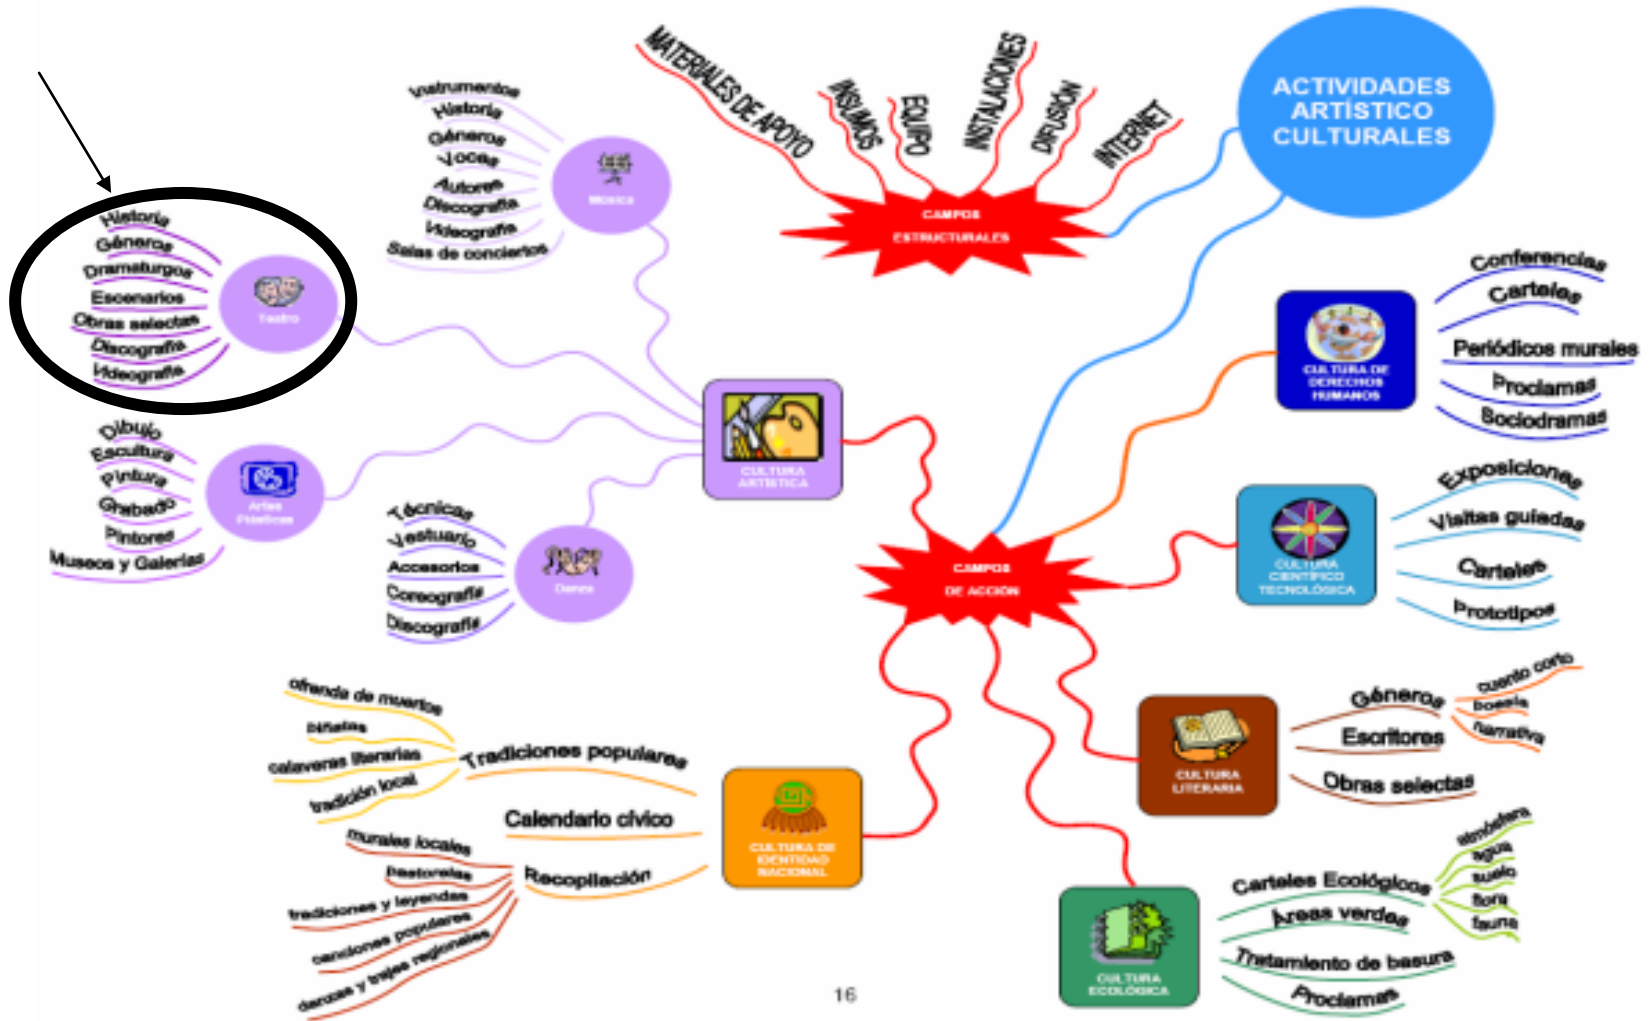 ACTIVIDADES
ARTÍSTICO
CULTURALES
MATERIALES DE APOYO
INSUMOS
EQUIPO
INSTALACIONES
DIFUSIÓN
INTERNET
CAMPOS
ESTRUCTURALES
Instrumentos
Historia
Géneros
Voces
Autores
Discografía
Videografía
Salas de conciertos
Música
Historia
Géneros
Dramaturgos
Escenarios
Obras selectas
Discografía
Videografía
Teatro
Dibujo
Escultura
Pintura
Grabado
Pintores
Museos y Galerías
Artes
Plásticas
Técnicas
Vestuario
Accesorios
Coreografía
Discografía
Danza
CULTURA
ARTÍSTICA
CAMPOS
DE ACCIÓN
CULTURA DE
DERECHOS
HUMANOS
Conferencias
Carteles
Periódicos murales
Proclamas
Sociodramas
CULTURA
CIENTÍFICO
TECNOLÓGICA
Exposiciones
Visitas guiadas
Carteles
Prototipos
CULTURA
LITERARIA
Géneros
cuento corto
poesía
narrativa
Escritores
Obras selectas
CULTURA
ECOLÓGICA
Carteles Ecológicos
atmósfera
agua
suelo
flora
fauna
Áreas verdes
Tratamiento de basura
Proclamas
CULTURA DE
IDENTIDAD
NACIONAL
Tradiciones populares
ofrenda de muertos
piñatas
calaveras literarias
tradición local
Calendario cívico
Recopilación
murales locales
pastorelas
tradiciones y leyendas
canciones populares
danzas y trajes regionales
16